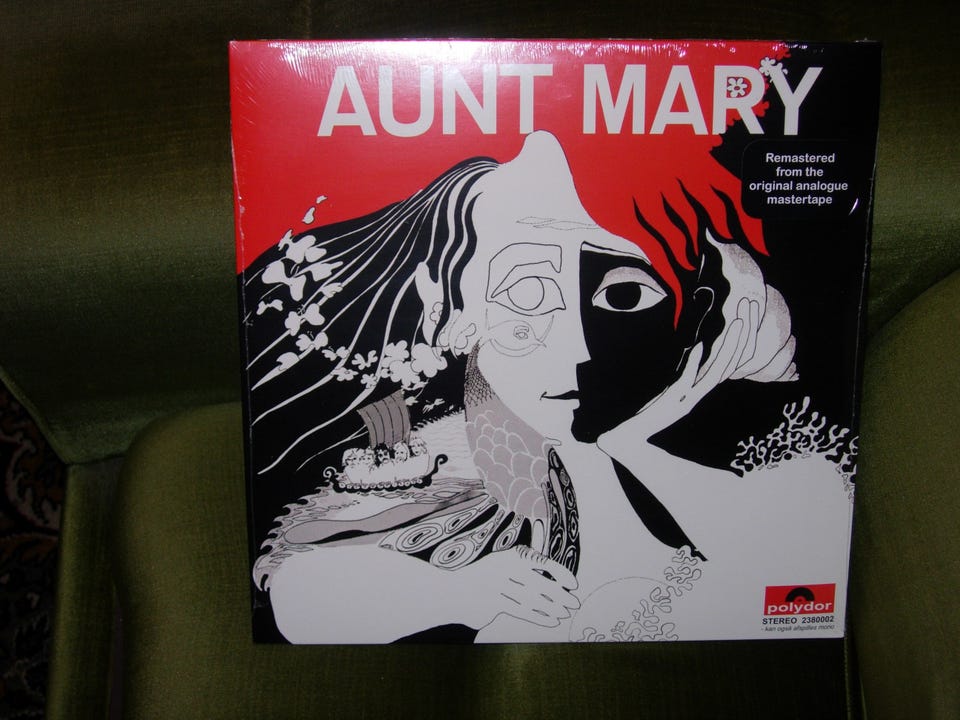 AUNT MARY
Remastered
from the
original analogue
mastertape
polydor
STEREO 2380002
- kan også afspilles mono